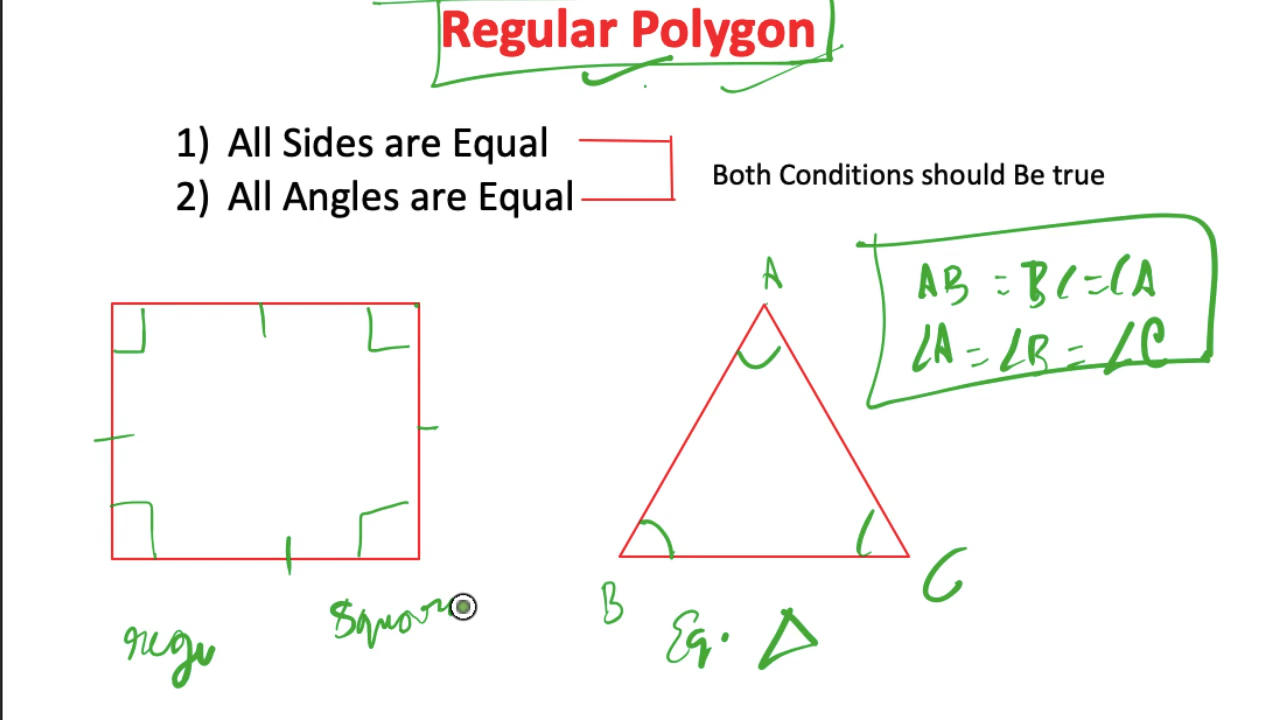 Regular Polygon
1) All Sides are Equal
2) All Angles are Equal
Both Conditions should Be true
AB = BC = CA
∠A = ∠B = ∠C
A
B
C
Eq. Δ
regu
Squar